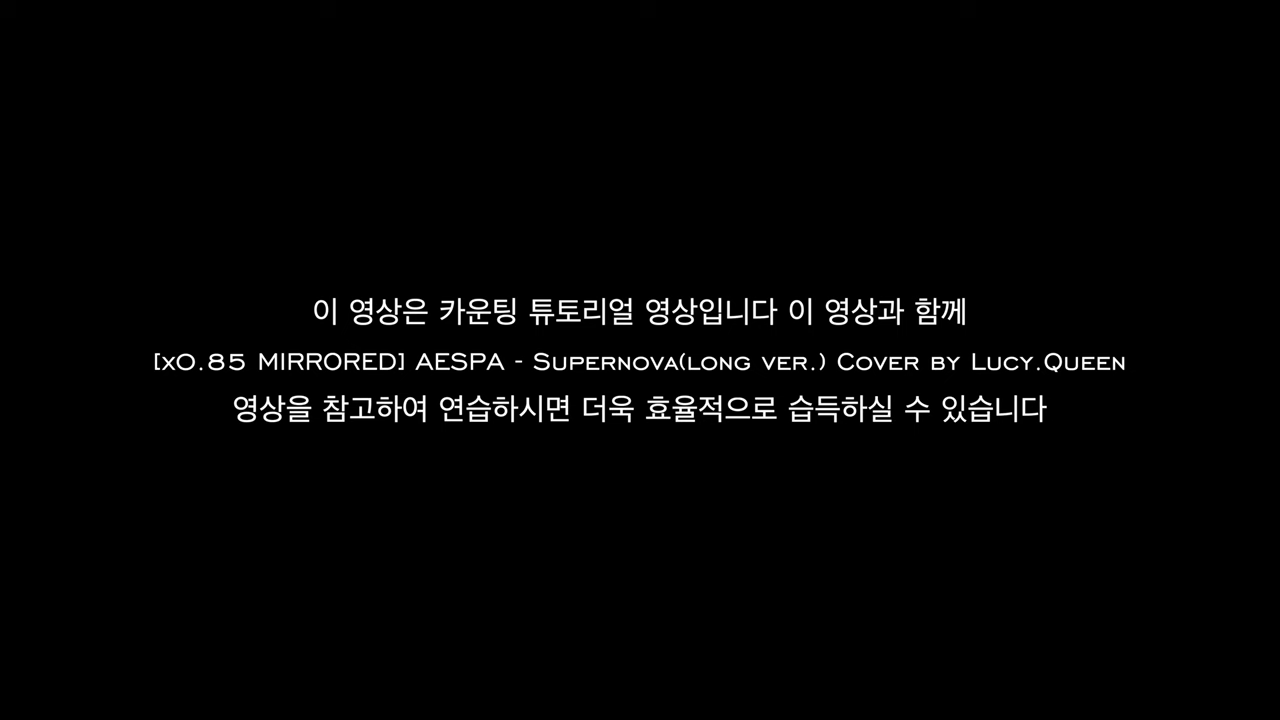 이 영상은 카운팅 튜토리얼 영상입니다 이 영상과 함께
[x0.85 MIRRORED] AESPA - Supernova(long ver.) Cover by Lucy.Queen
영상을 참고하여 연습하시면 더욱 효율적으로 습득하실 수 있습니다